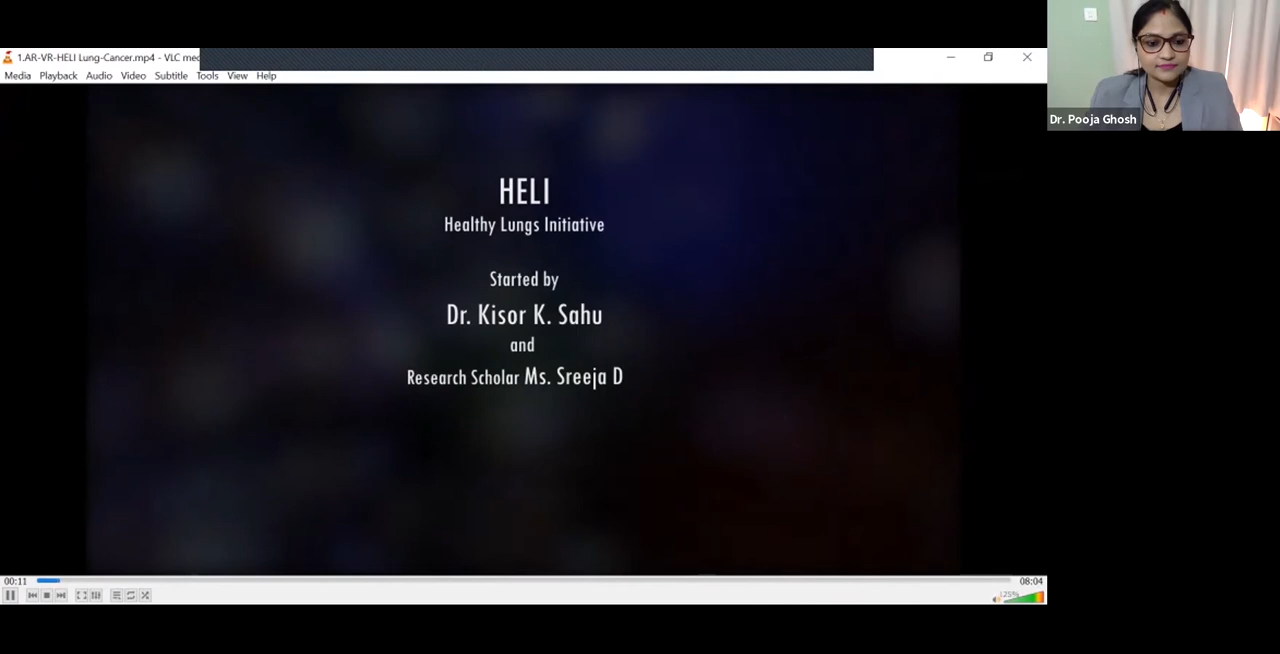 1.AR-VR-HELI Lung-Cancer.mp4 - VLC med
Media Playback Audio Video Subtitle Tools View Help
Dr. Pooja Ghosh
HELI
Healthy Lungs Initiative
Started by
Dr. Kisor K. Sahu
and
Research Scholar Ms. Sreeja D
00:11
08:04
125%